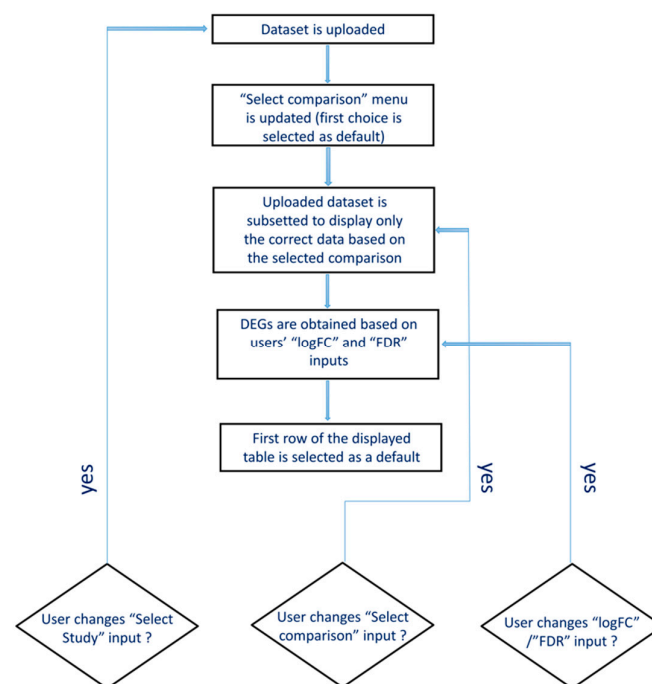 Dataset is uploaded
“Select comparison” menu
is updated (first choice is
selected as default)
Uploaded dataset is
subsetted to display only
the correct data based on
the selected comparison
DEGs are obtained based on
users’ “logFC” and “FDR”
inputs
First row of the displayed
table is selected as a default
yes
yes
yes
User changes “Select
Study” input ?
User changes “Select
comparison” input ?
User changes “logFC”
/”FDR” input ?